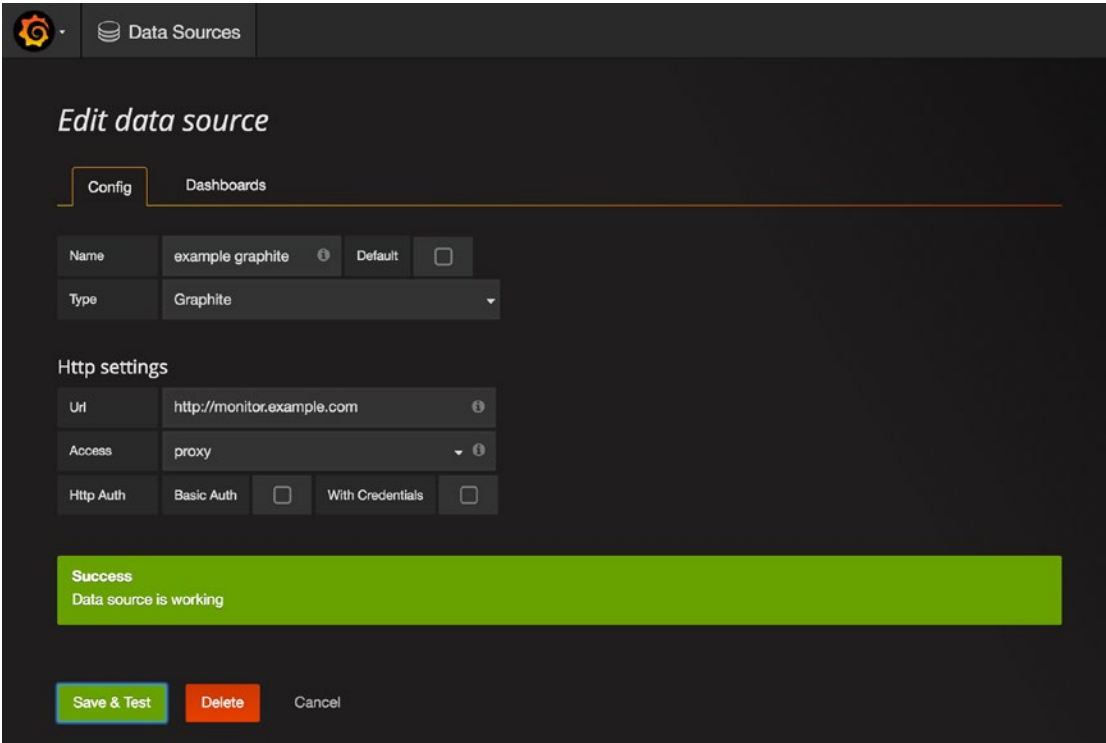 Data Sources
Edit data source
Config Dashboards
Name example graphite Default
Type Graphite
Http settings
Url http://monitor.example.com
Access proxy
Http Auth Basic Auth With Credentials
Success
Data source is working
Save & Test Delete Cancel